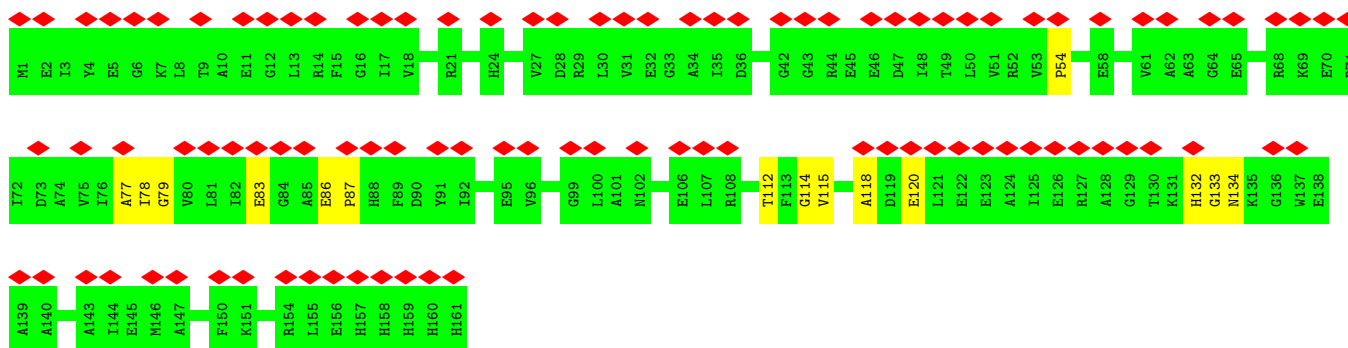 M1 E2 I3 Y4 E5 G6 K7 L8 T9 A10 E11 G12 L13 R14 F15 G16 I17 V18 R21 H24 V27 D28 R29 L30 V31 E32 G33 A34 I35 D36 G42 G43 R44 E45 E46 D47 I48 T49 L50 V51 R52 V53 P54 E58 V61 A62 A63 G64 E65 R68 K69 E70
I72 D73 A74 V75 I76 A77 I78 G79 V80 L81 I82 E83 G84 A85 E86 P87 H88 F89 D90 Y91 I92 E95 V96 G99 L100 A101 N102 E106 L107 R108 T112 F113 G114 V115 A118 D119 E120 L121 E122 E123 A124 I125 E126 R127 A128 G129 T130 K131 H132 G133 N134 K135 G136 W137 E138
A139 A140 A143 I144 E145 M146 A147 F150 K151 R154 L155 E156 H157 H158 H159 H160 H161